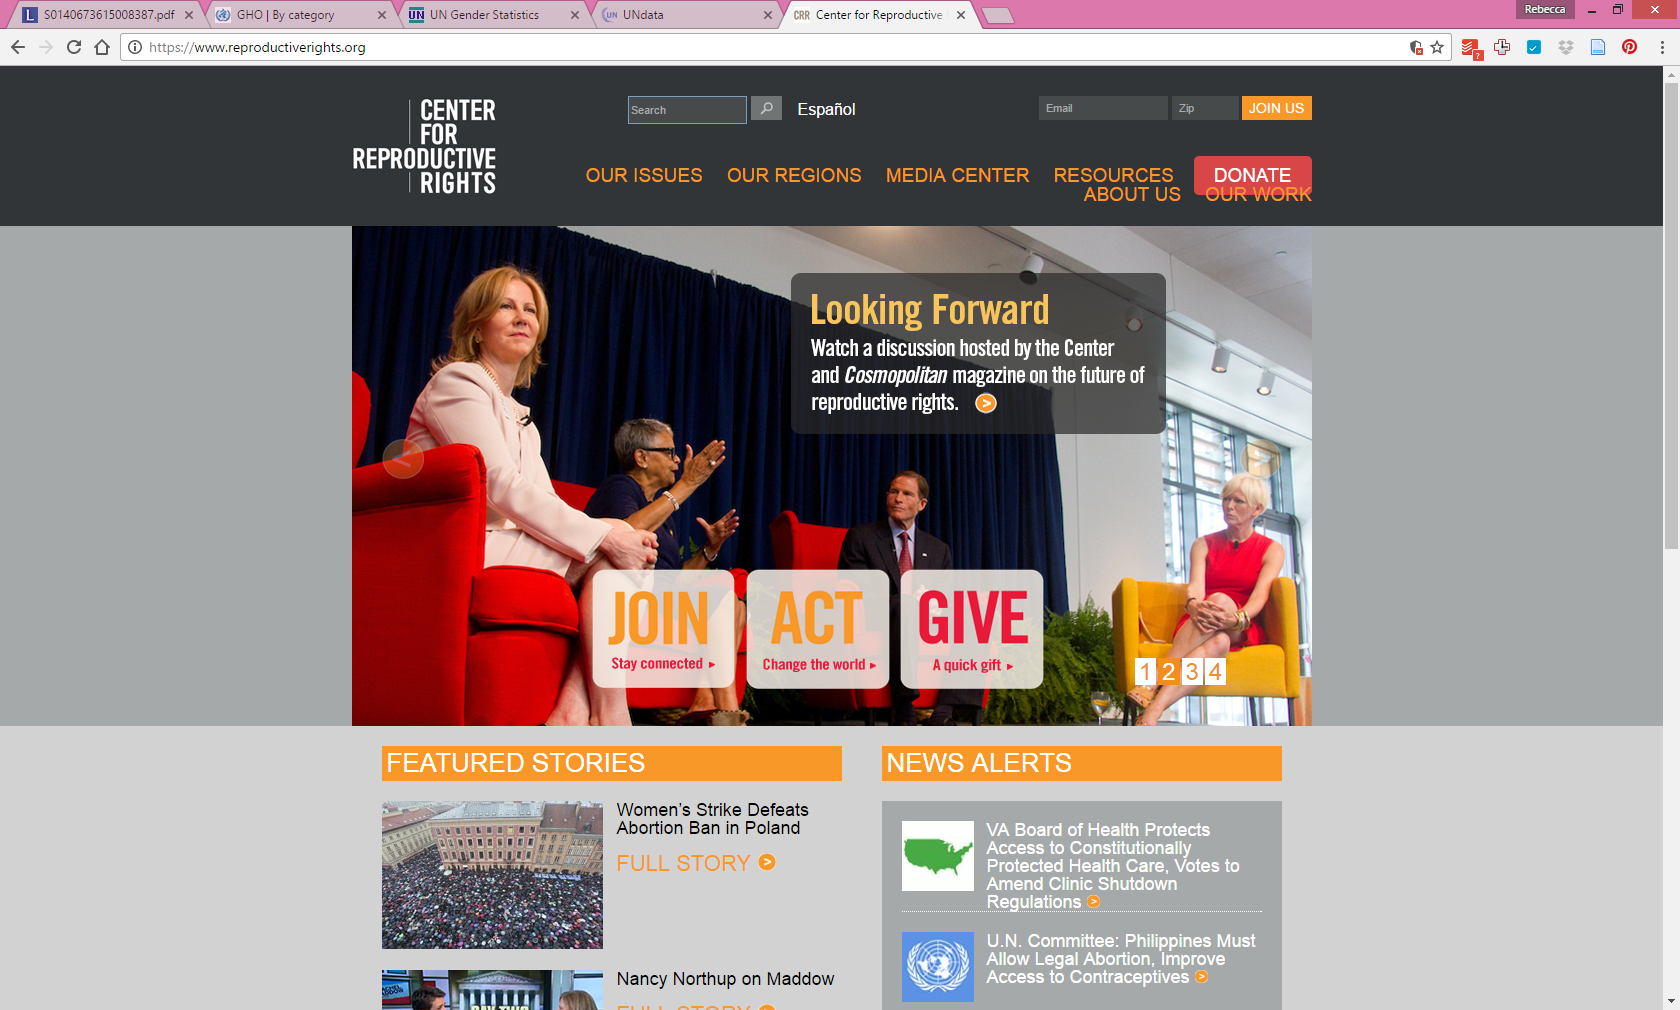 S0140673615008387.pdf
GHO | By category
UN Gender Statistics
UNdata
CRR Center for Reproductive
Rebecca
https://www.reproductiverights.org
CENTER
FOR
REPRODUCTIVE
RIGHTS
Search
Español
Email
Zip
JOIN US
OUR ISSUES
OUR REGIONS
MEDIA CENTER
RESOURCES
DONATE
ABOUT US
OUR WORK
Looking Forward
Watch a discussion hosted by the Center
and Cosmopolitan magazine on the future of
reproductive rights.
JOIN
Stay connected
ACT
Change the world
GIVE
A quick gift
1 2 3 4
FEATURED STORIES
Women's Strike Defeats
Abortion Ban in Poland
FULL STORY
Nancy Northup on Maddow
FULL STORY
NEWS ALERTS
VA Board of Health Protects
Access to Constitutionally
Protected Health Care, Votes to
Amend Clinic Shutdown
Regulations
U.N. Committee: Philippines Must
Allow Legal Abortion, Improve
Access to Contraceptives